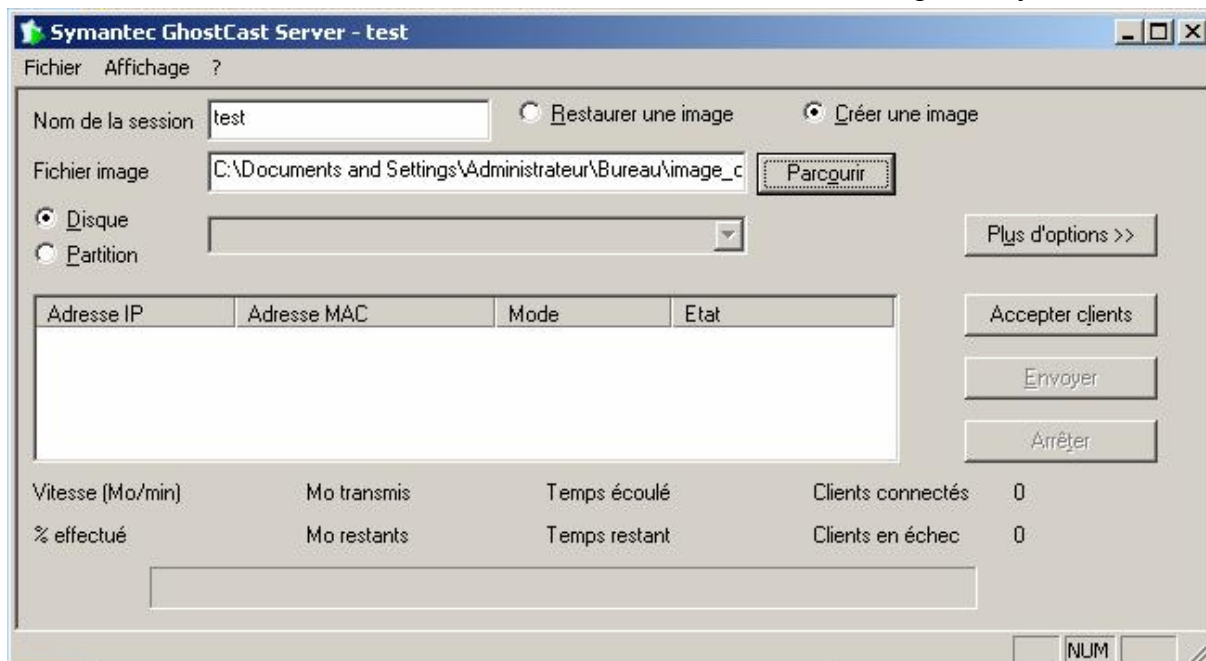 Symantec GhostCast Server - test
Fichier Affichage ?
Nom de la session test Restaurer une image Créer une image
Fichier image C:\Documents and Settings\Administrateur\Bureau\image_c Parcourir
Disque
Partition
Plus d'options >>
Adresse IP Adresse MAC Mode Etat
Accepter clients
Envoyer
Arrêter
Vitesse (Mo/min) Mo transmis Temps écoulé Clients connectés 0
% effectué Mo restants Temps restant Clients en échec 0
NUM